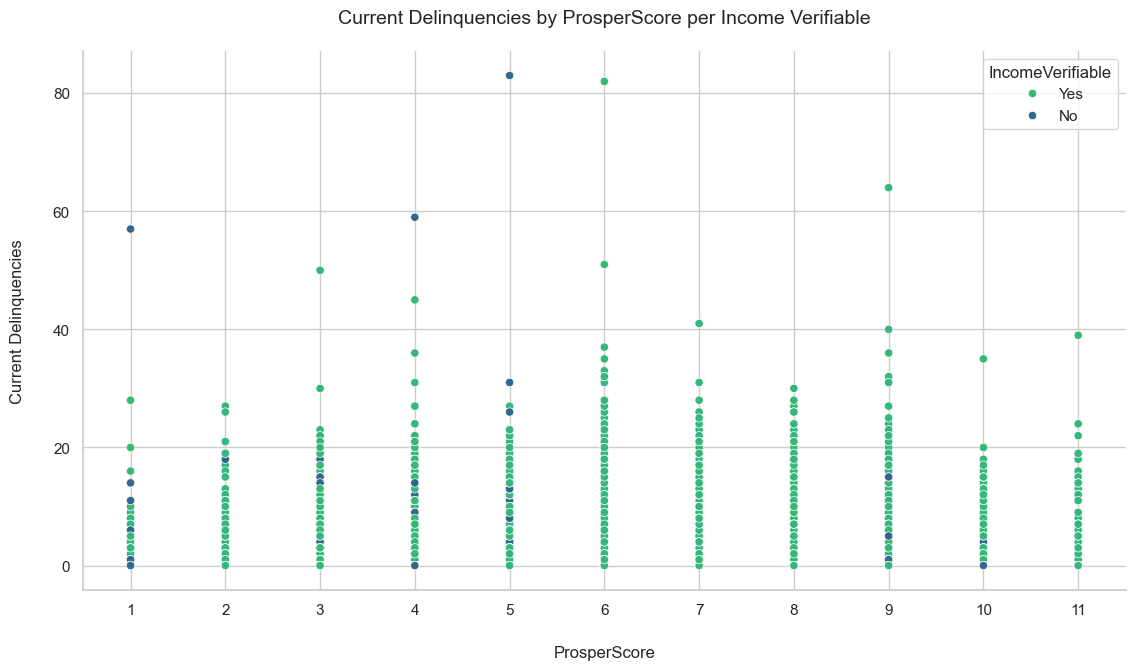 Current Delinquencies by ProsperScore per Income Verifiable
IncomeVerifiable
Yes
No
Current Delinquencies
80
60
40
20
0
1 2 3 4 5 6 7 8 9 10 11
ProsperScore